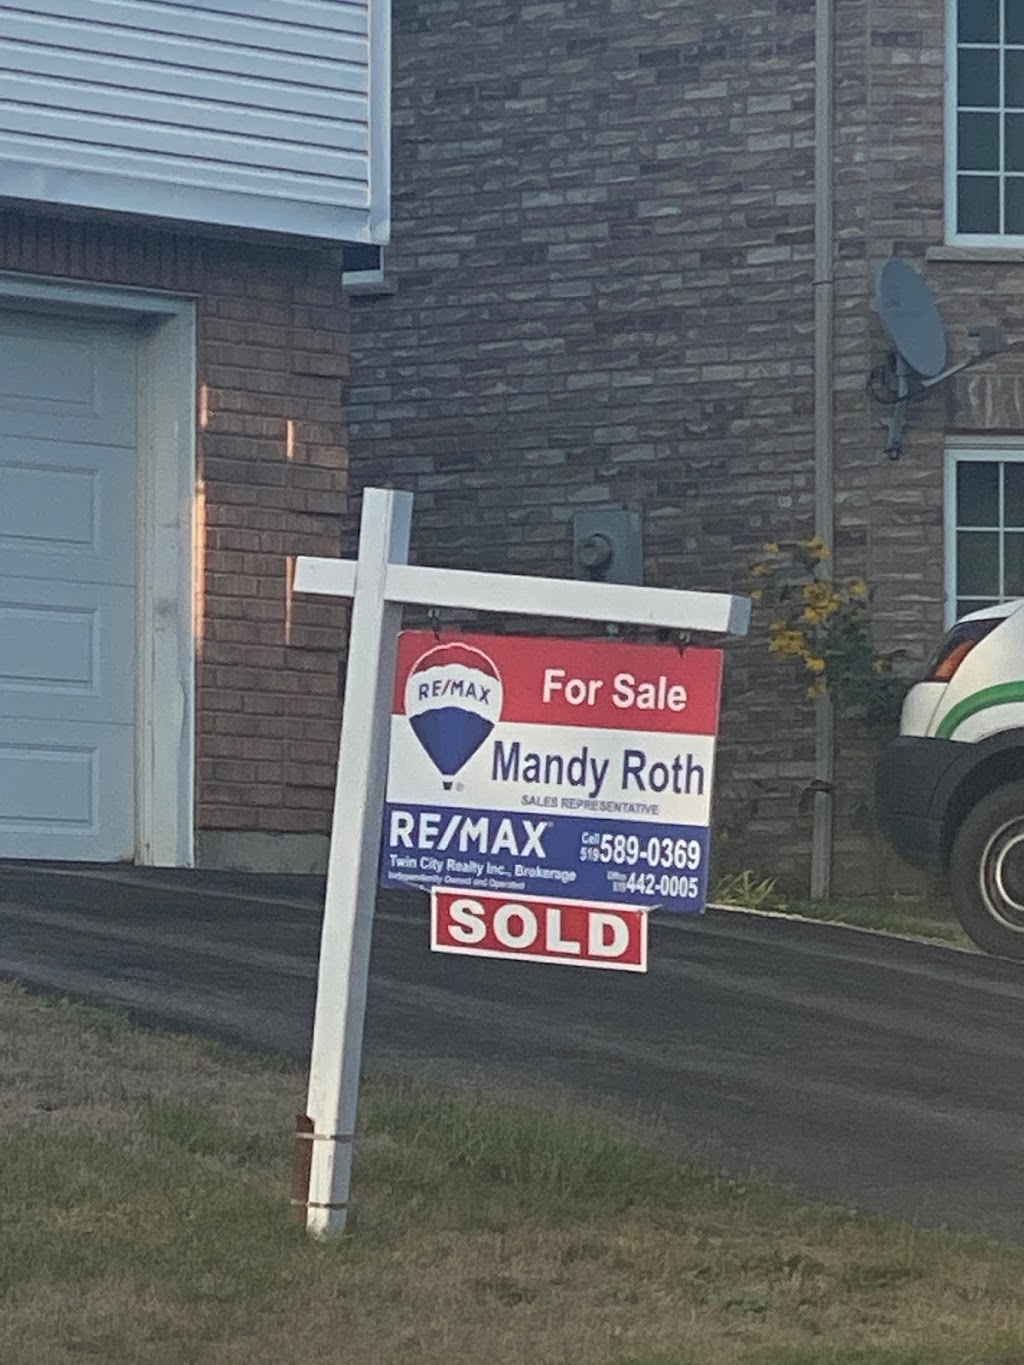 RE/MAX
For Sale
Mandy Roth
SALES REPRESENTATIVE
RE/MAX
Cell
519 589-0369
Twin City Realty Inc., Brokerage
Office
519 442-0005
Independently Owned and Operated
SOLD